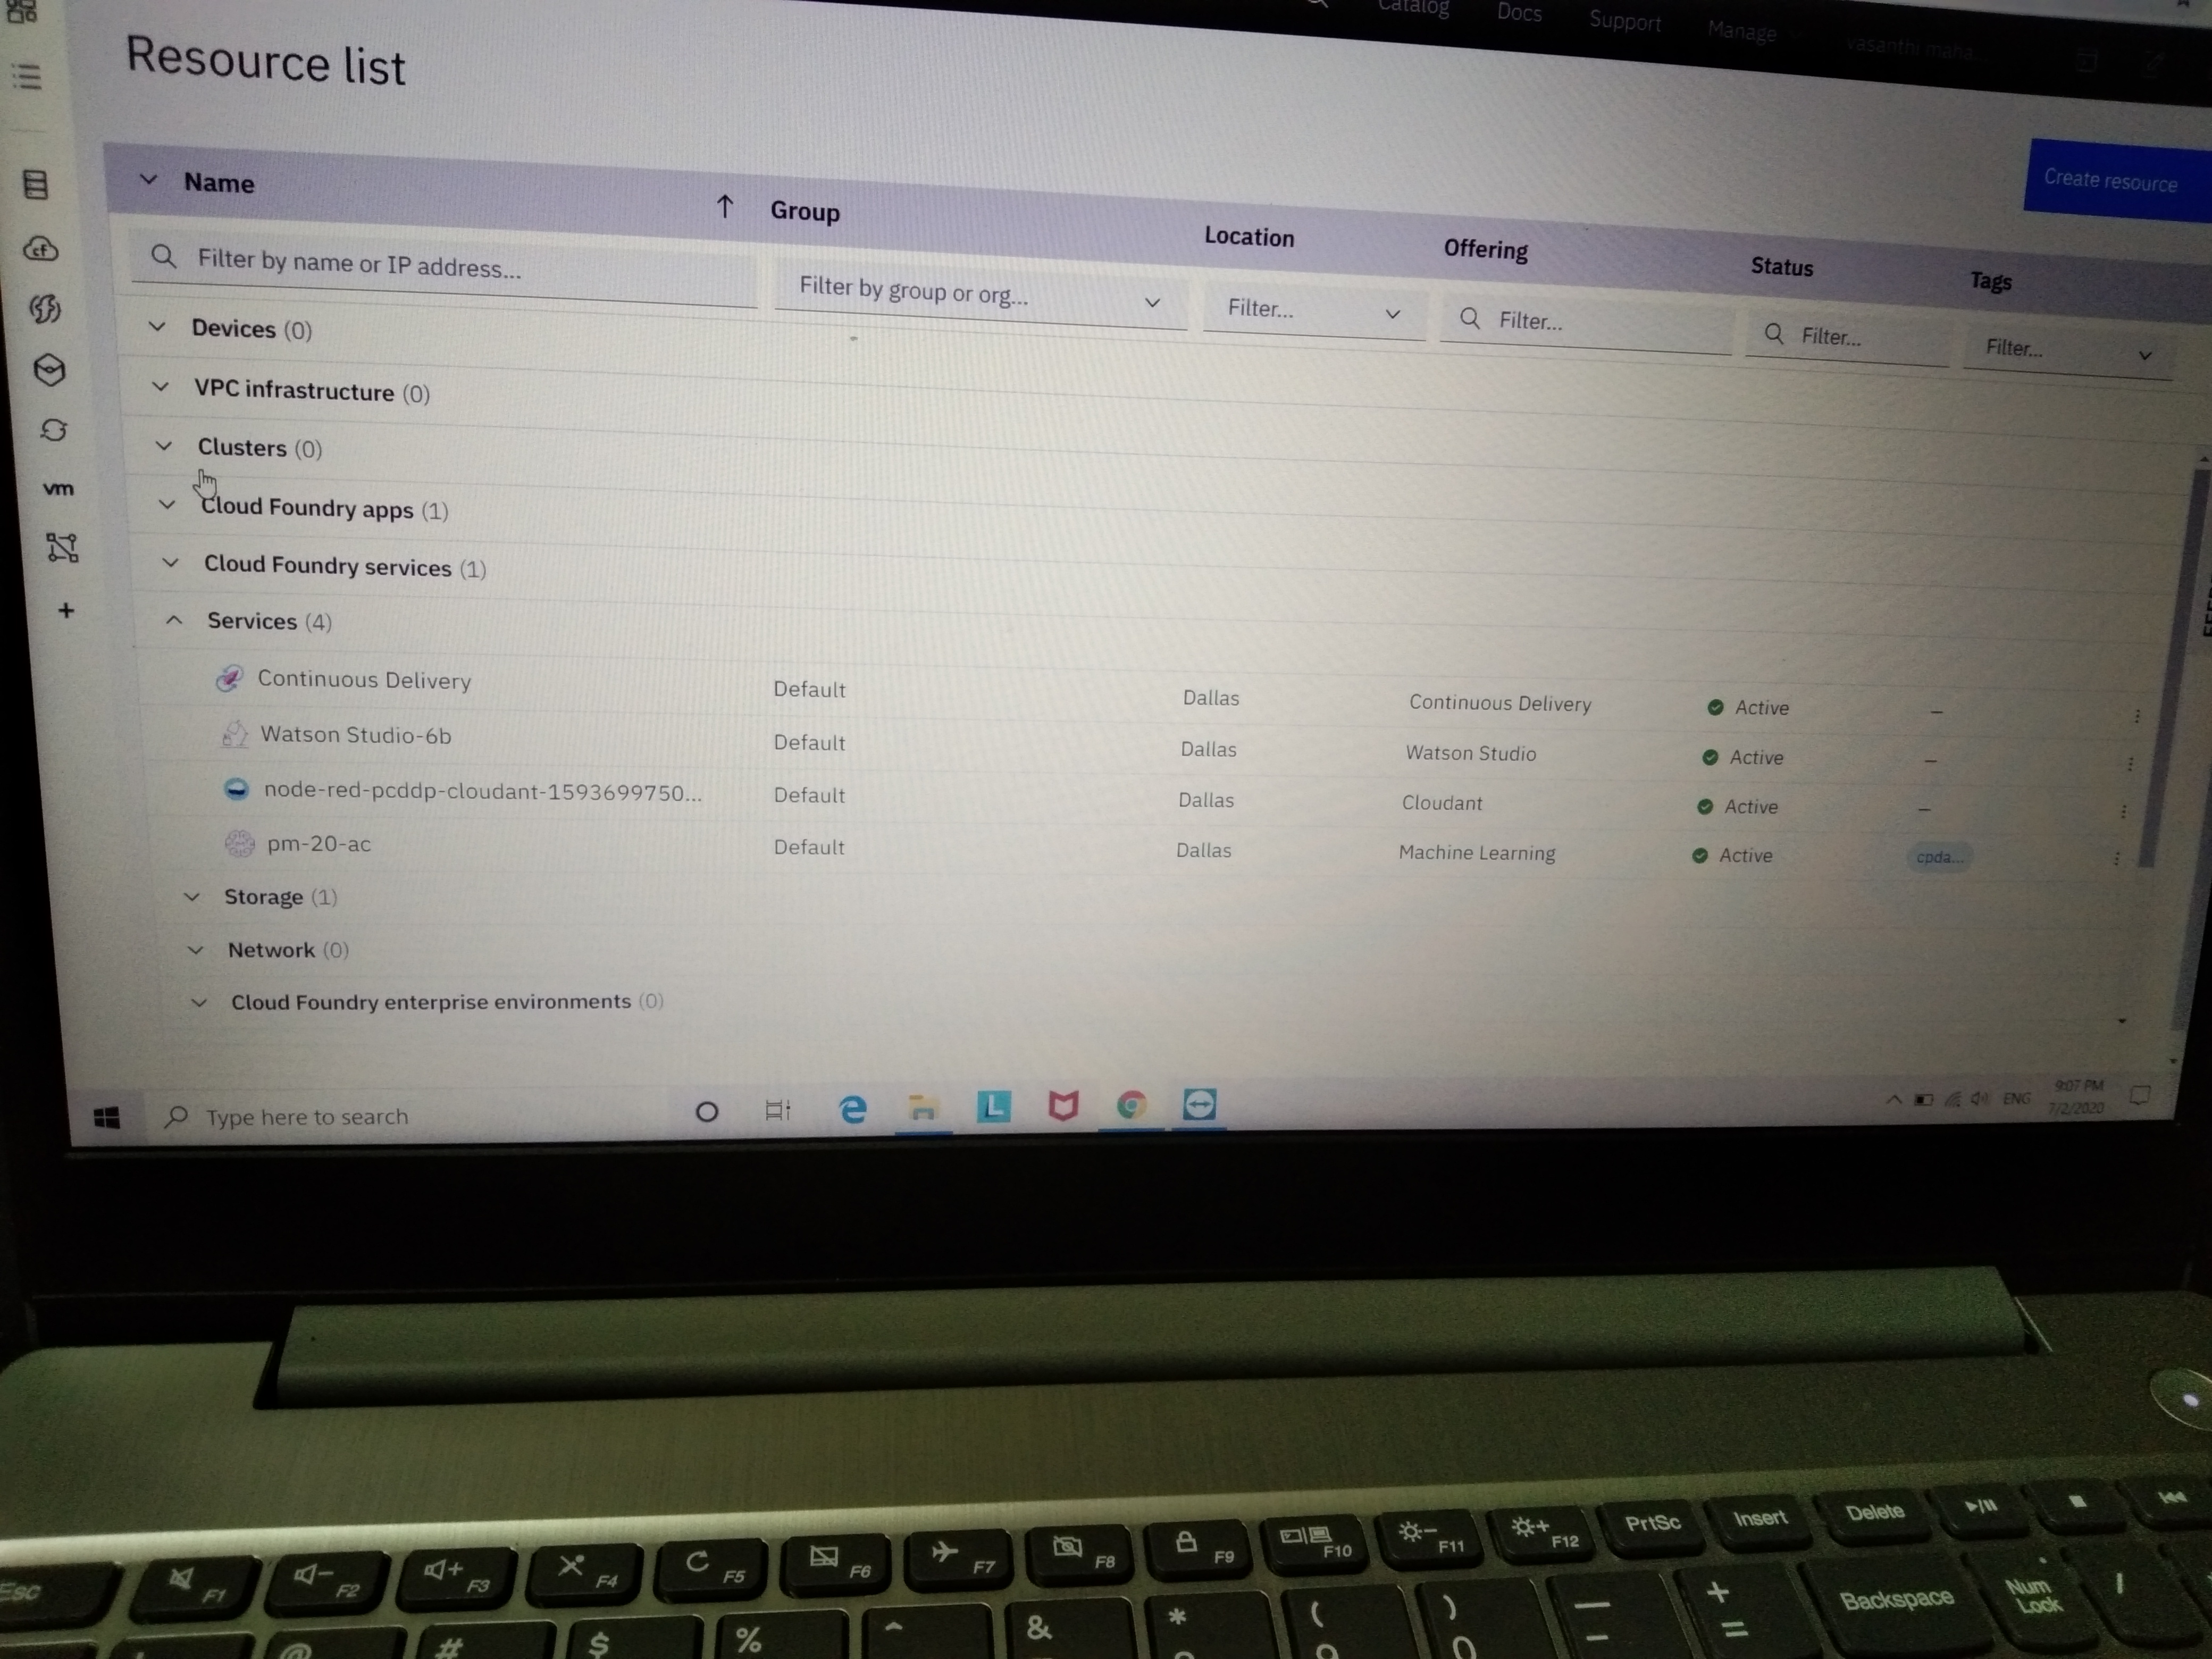 Catalog Docs Support Manage vasanthi maha...
Resource list
Create resource
Name Group Location Offering Status Tags
Filter by name or IP address... Filter by group or org... Filter... Filter... Filter... Filter...
Devices (0)
VPC infrastructure (0)
Clusters (0)
Cloud Foundry apps (1)
Cloud Foundry services (1)
Services (4)
Continuous Delivery Default Dallas Continuous Delivery Active –
Watson Studio-6b Default Dallas Watson Studio Active –
node-red-pcddp-cloudant-1593699750... Default Dallas Cloudant Active –
pm-20-ac Default Dallas Machine Learning Active cpda...
Storage (1)
Network (0)
Cloud Foundry enterprise environments (0)
cf
vm
+
Type here to search
L
ENG
9:07 PM
7/2/2020
Esc F1 F2 F3 F4 F5 F6 F7 F8 F9 F10 F11 F12 PrtSc Insert Delete
@ # $ % ^ & * ( 9 ) 0 — - + = Backspace Num Lock /